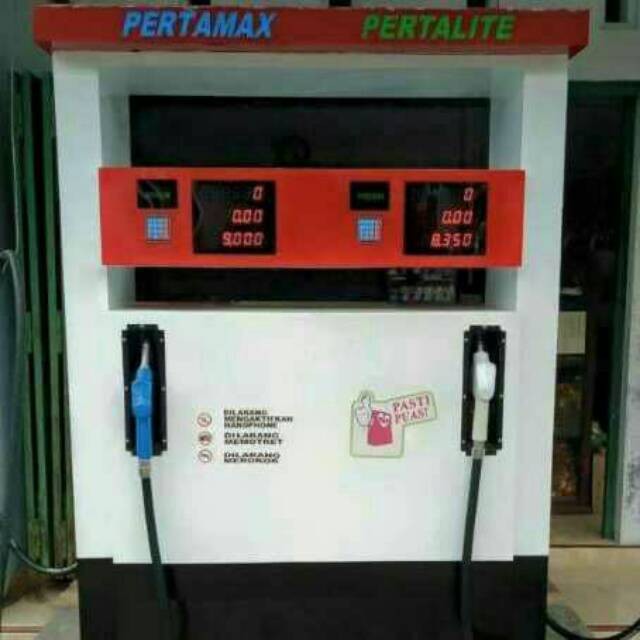 PERTAMAX PERTALITE
0
0.00
9.000
0
0.00
8.350
DILARANG
MENGAKTIFKAN
HANDPHONE
DILARANG
MEMOTRET
DILARANG
MEROKOK
PASTI
PUAS!